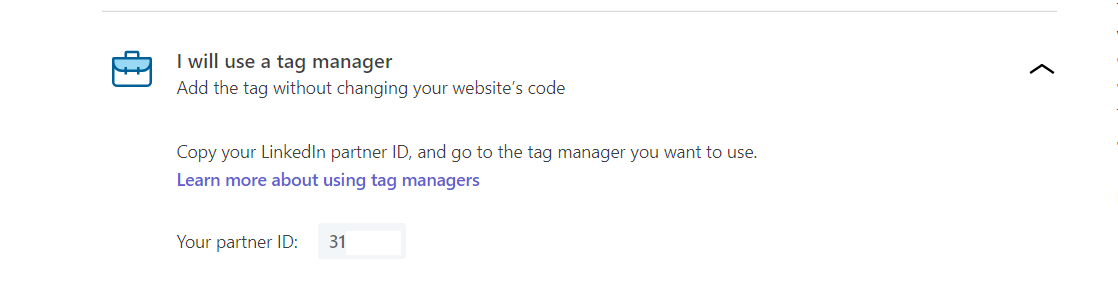 I will use a tag manager
Add the tag without changing your website's code
Copy your LinkedIn partner ID, and go to the tag manager you want to use.
Learn more about using tag managers
Your partner ID: 31